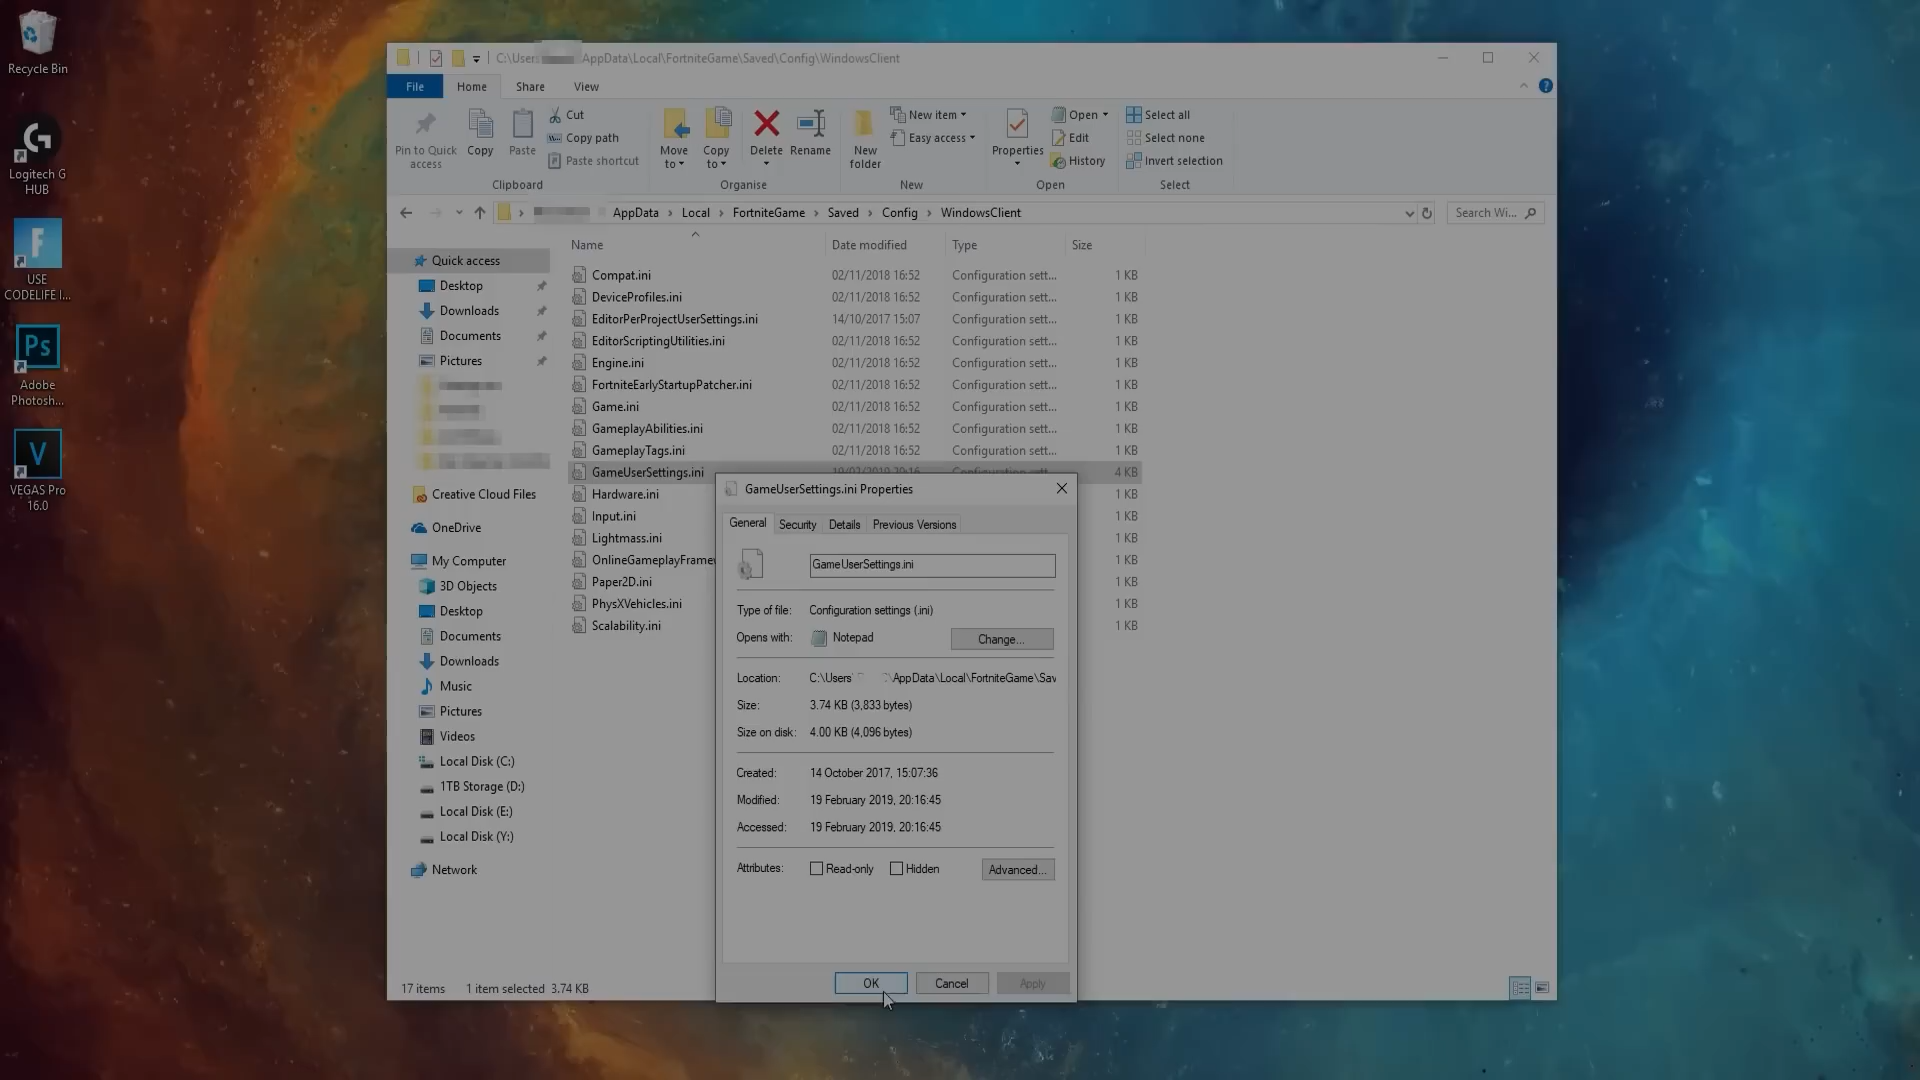 Recycle Bin
Logitech G
HUB
USE
CODELIFE I...
Adobe
Photosh...
VEGAS Pro
16.0
C:\User
AppData\Local\FortniteGame\Saved\Config\WindowsClient
File
Home
Share
View
Pin to Quick
access
Copy
Paste
Cut
Copy path
Paste shortcut
Clipboard
Move
to
Copy
to
Delete
Rename
Organise
New
folder
New item
Easy access
New
Properties
Open
Edit
History
Open
Select all
Select none
Invert selection
Select
AppData > Local > FortniteGame > Saved > Config > WindowsClient
Search Wi...
Name
Date modified
Type
Size
Quick access
Desktop
Downloads
Documents
Pictures
Creative Cloud Files
OneDrive
My Computer
3D Objects
Desktop
Documents
Downloads
Music
Pictures
Videos
Local Disk (C:)
1TB Storage (D:)
Local Disk (E:)
Local Disk (Y:)
Network
Compat.ini 02/11/2018 16:52 Configuration sett... 1 KB
DeviceProfiles.ini 02/11/2018 16:52 Configuration sett... 1 KB
EditorPerProjectUserSettings.ini 14/10/2017 15:07 Configuration sett... 1 KB
EditorScriptingUtilities.ini 02/11/2018 16:52 Configuration sett... 1 KB
Engine.ini 02/11/2018 16:52 Configuration sett... 1 KB
FortniteEarlyStartupPatcher.ini 02/11/2018 16:52 Configuration sett... 1 KB
Game.ini 02/11/2018 16:52 Configuration sett... 1 KB
GameplayAbilities.ini 02/11/2018 16:52 Configuration sett... 1 KB
GameplayTags.ini 02/11/2018 16:52 Configuration sett... 1 KB
GameUserSettings.ini 4 KB
Hardware.ini 1 KB
Input.ini 1 KB
Lightmass.ini 1 KB
OnlineGameplayFramew 1 KB
Paper2D.ini 1 KB
PhysXVehicles.ini 1 KB
Scalability.ini 1 KB
GameUserSettings.ini Properties
General
Security
Details
Previous Versions
GameUserSettings.ini
Type of file: Configuration settings (.ini)
Opens with: Notepad
Change...
Location: C:\Users \AppData\Local\FortniteGame\Sav
Size: 3.74 KB (3,833 bytes)
Size on disk: 4.00 KB (4,096 bytes)
Created: 14 October 2017, 15:07:36
Modified: 19 February 2019, 20:16:45
Accessed: 19 February 2019, 20:16:45
Attributes: Read-only Hidden
Advanced...
OK
Cancel
Apply
17 items 1 item selected 3.74 KB